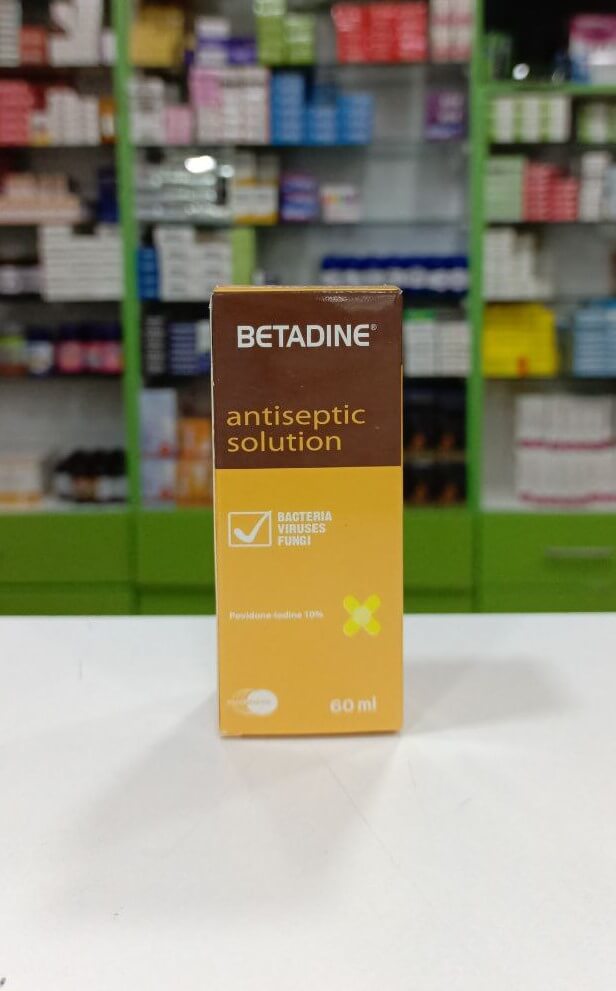 BETADINE®
antiseptic
solution
BACTERIA
VIRUSES
FUNGI
Povidone-Iodine 10%
60 ml